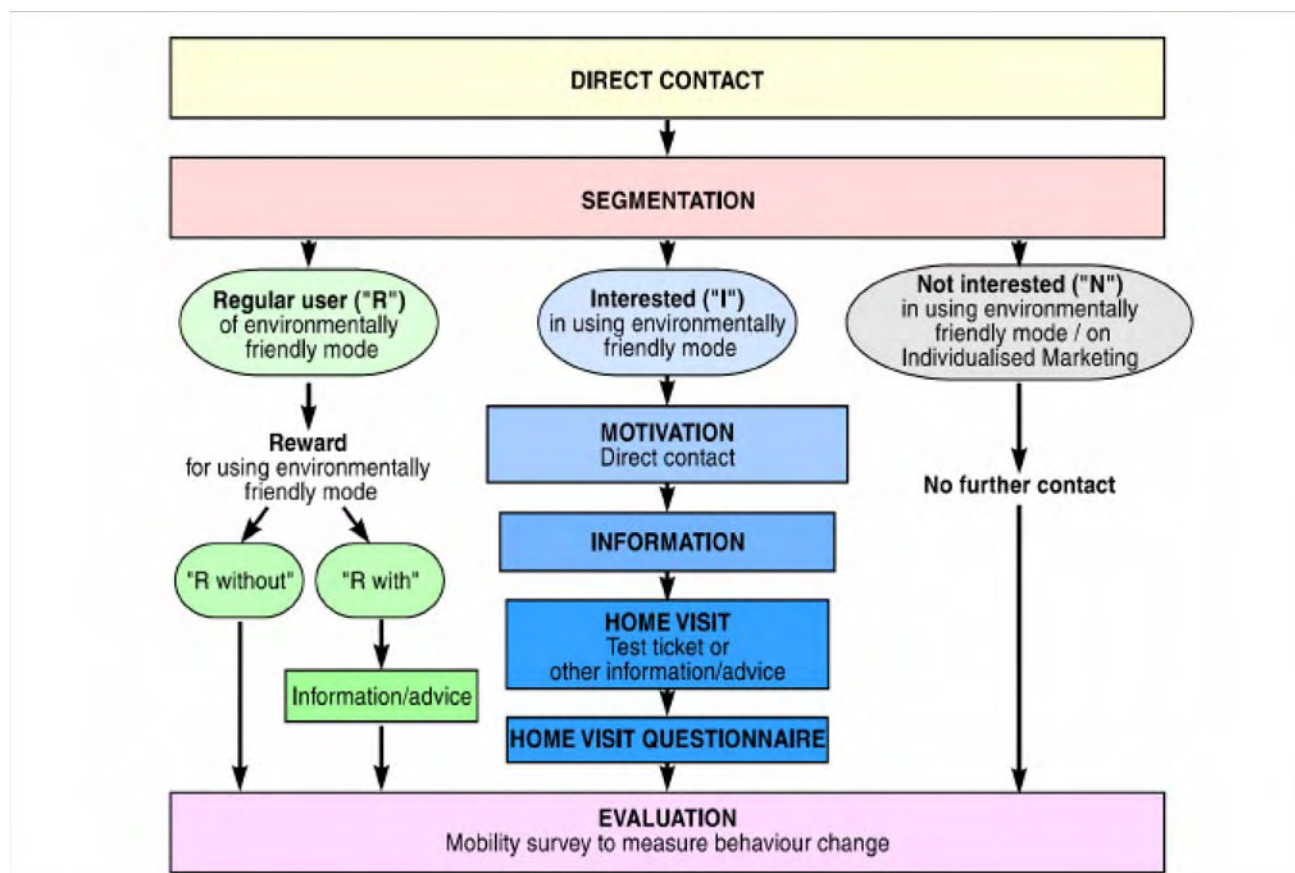 DIRECT CONTACT
SEGMENTATION
Regular user ("R")
of environmentally
friendly mode
Interested ("I")
in using environmentally
friendly mode
Not interested ("N")
in using environmentally
friendly mode / on
Individualised Marketing
Reward
for using environmentally
friendly mode
"R without"
"R with"
Information/advice
MOTIVATION
Direct contact
INFORMATION
HOME VISIT
Test ticket or
other information/advice
HOME VISIT QUESTIONNAIRE
No further contact
EVALUATION
Mobility survey to measure behaviour change